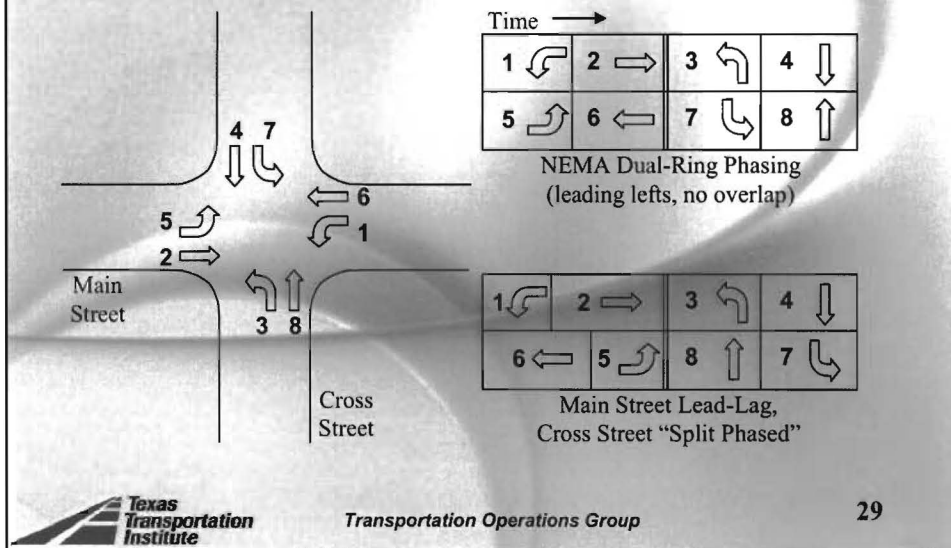 Time
1 2 3 4
5 6 7 8
NEMA Dual-Ring Phasing
(leading lefts, no overlap)
4 7
6
5
1
2
Main
Street
3 8
Cross
Street
1 2 3 4
6 5 8 7
Main Street Lead-Lag,
Cross Street “Split Phased”
Texas
Transportation
Institute
Transportation Operations Group
29